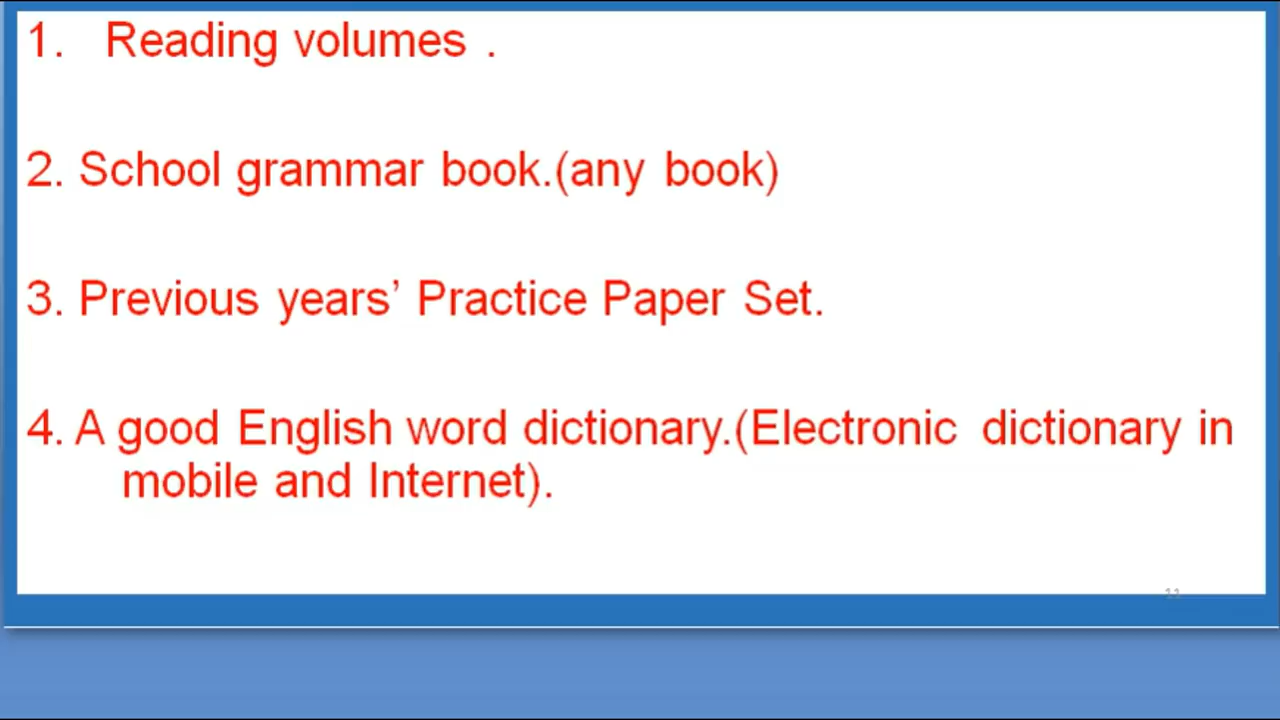 1. Reading volumes .
2. School grammar book.(any book)
3. Previous years’ Practice Paper Set.
4. A good English word dictionary.(Electronic dictionary in
mobile and Internet).
11